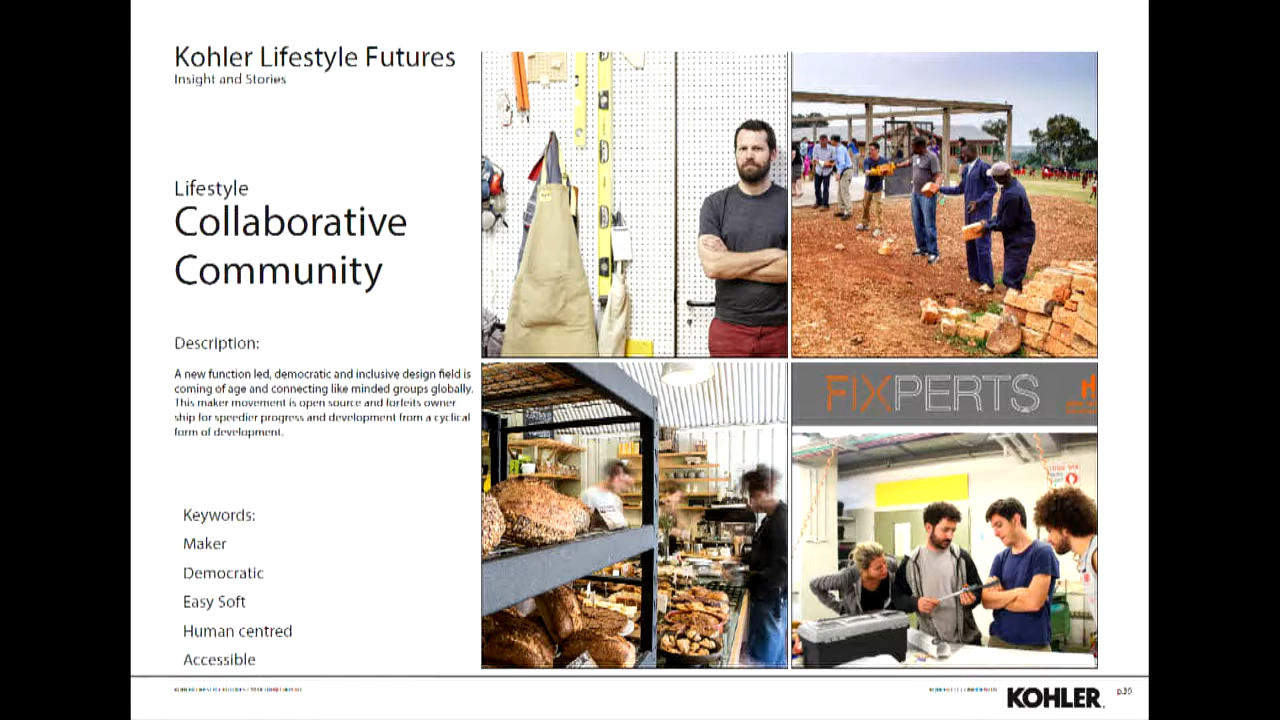 Kohler Lifestyle Futures
Insight and Stories
Lifestyle
Collaborative
Community
Description:
A new function led, democratic and inclusive design field is
coming of age and connecting like minded groups globally.
This maker movement is open source and forfeits owner
ship for speedier progress and development from a cyclical
form of development.
Keywords:
Maker
Democratic
Easy Soft
Human centred
Accessible
FIXPERTS
KOHLER.
p.39